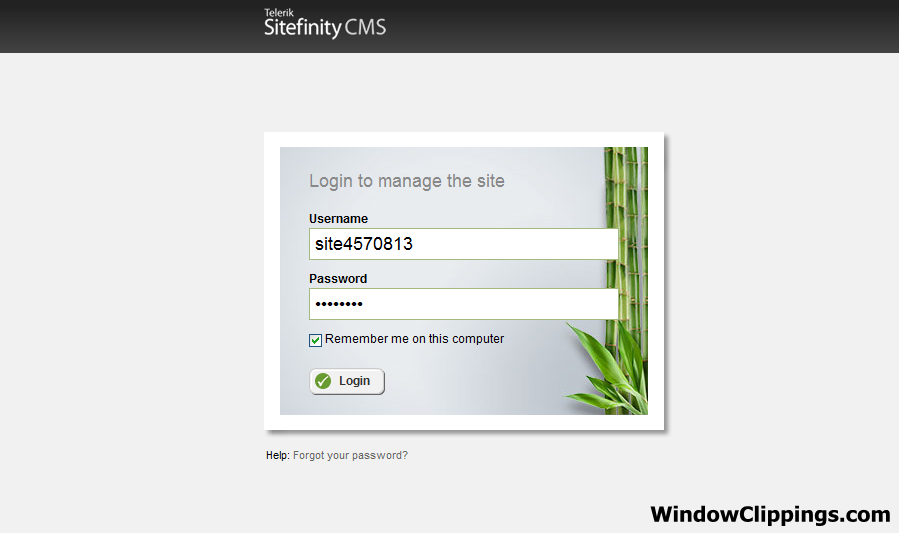 Telerik
Sitefinity CMS
Login to manage the site
Username
site4570813
Password
••••••••
Remember me on this computer
Login
Help: Forgot your password?
WindowClippings.com